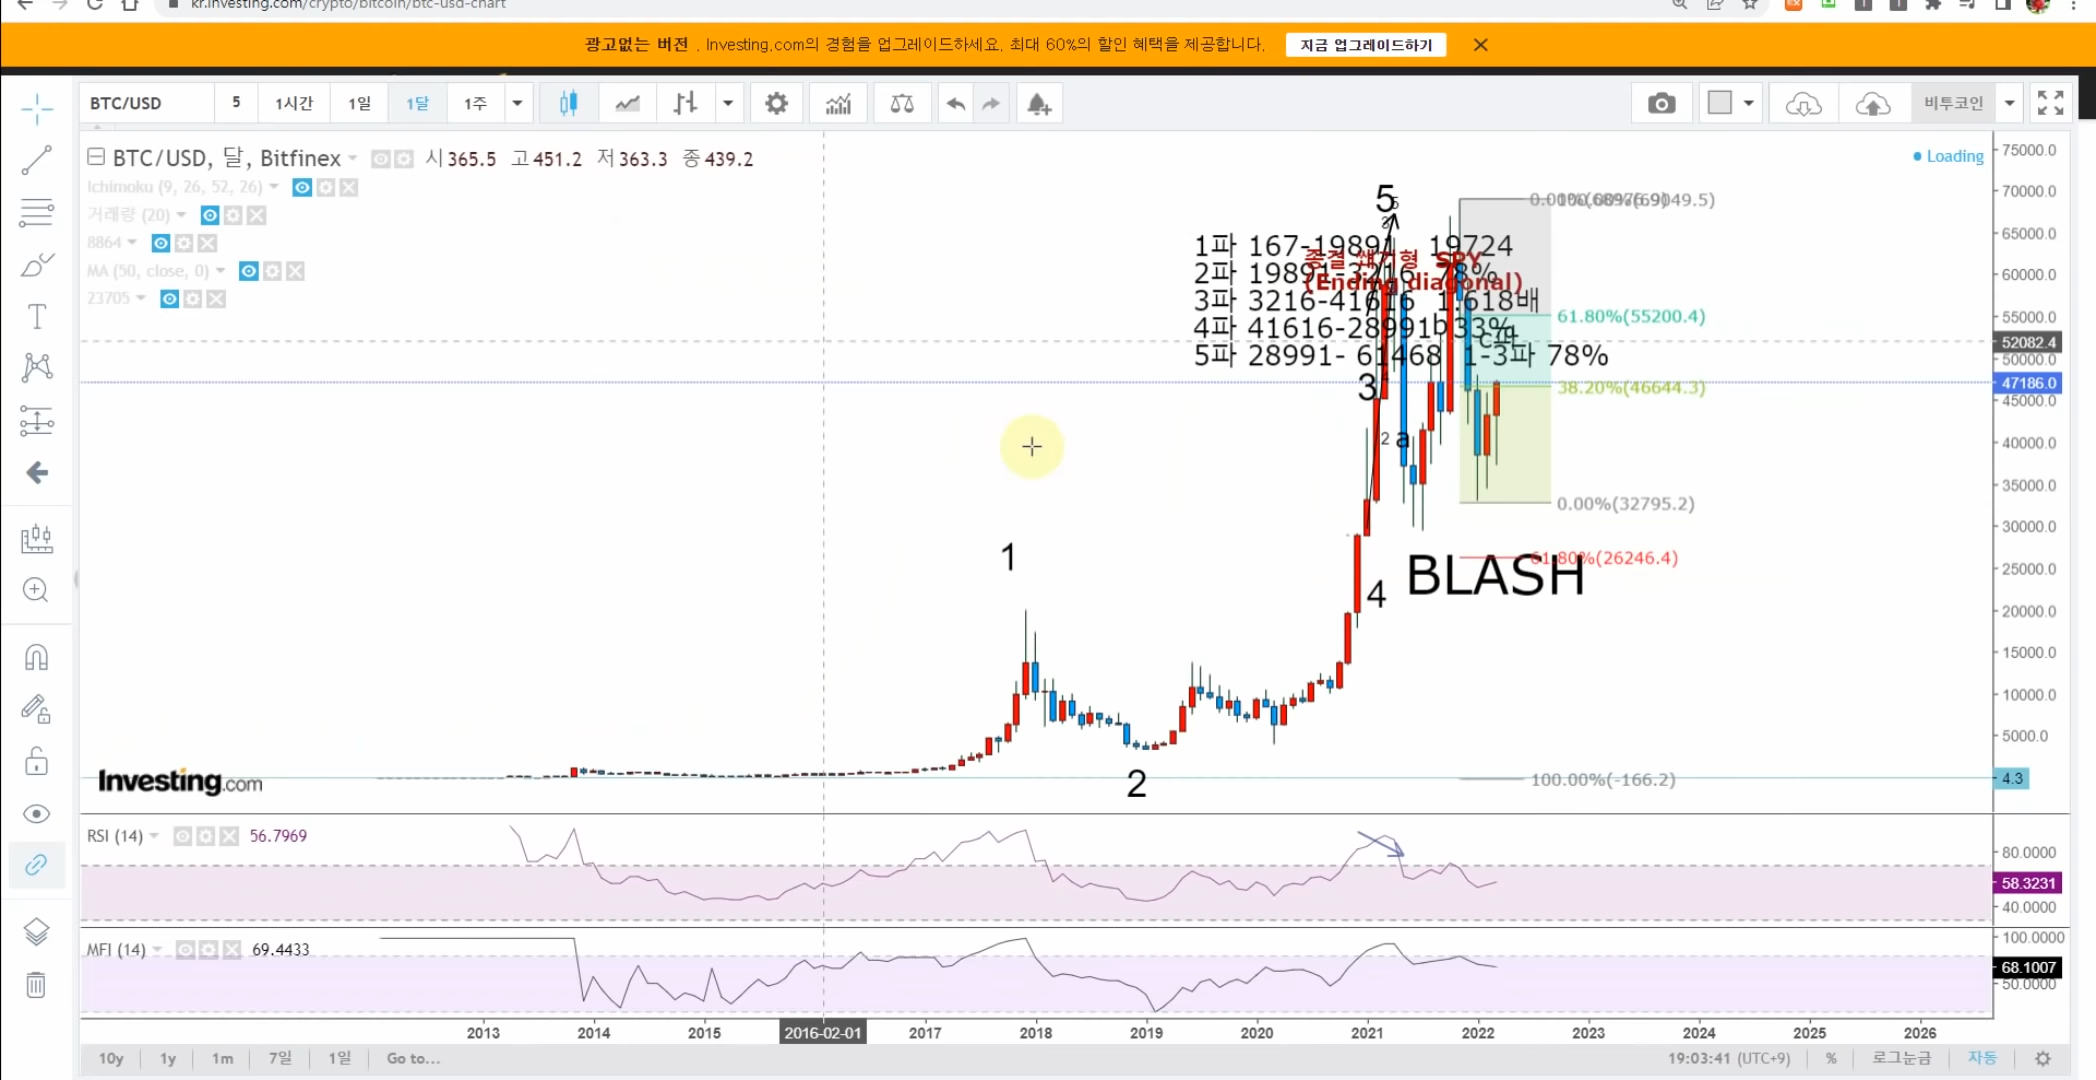 kr.investing.com/crypto/bitcoin/btc-usd-chart
광고없는 버전 . Investing.com의 경험을 업그레이드하세요. 최대 60%의 할인 혜택을 제공합니다. 지금 업그레이드하기
BTC/USD 5 1시간 1일 1달 1주 비트코인
BTC/USD, 달, Bitfinex 시 365.5 고 451.2 저 363.3 종 439.2
Loading
Ichimoku (9, 26, 52, 26)
거래량 (20)
8864
MA (50, close, 0)
23705
75000.0
70000.0
65000.0
60000.0
55000.0
52082.4
50000.0
47186.0
45000.0
40000.0
35000.0
30000.0
25000.0
20000.0
15000.0
10000.0
5000.0
4.3
5
5
3
1파 167-19891 19724
2파 19891-3216 78%
3파 3216-41616 1.618배
4파 41616-28991 33%
5파 28991- 61468 1-3파 78%
SPY
(Ending diagonal)
b
c파
3
2 a
1
4
2
BLASH
61.80%(55200.4)
38.20%(46644.3)
0.00%(32795.2)
61.80%(26246.4)
100.00%(-166.2)
Investing.com
RSI (14) 56.7969
80.0000
58.3231
40.0000
MFI (14) 69.4433
100.0000
68.1007
50.0000
2013 2014 2015 2016-02-01 2017 2018 2019 2020 2021 2022 2023 2024 2025 2026
10y 1y 1m 7일 1일 Go to... 19:03:41 (UTC+9) % 로그눈금 자동